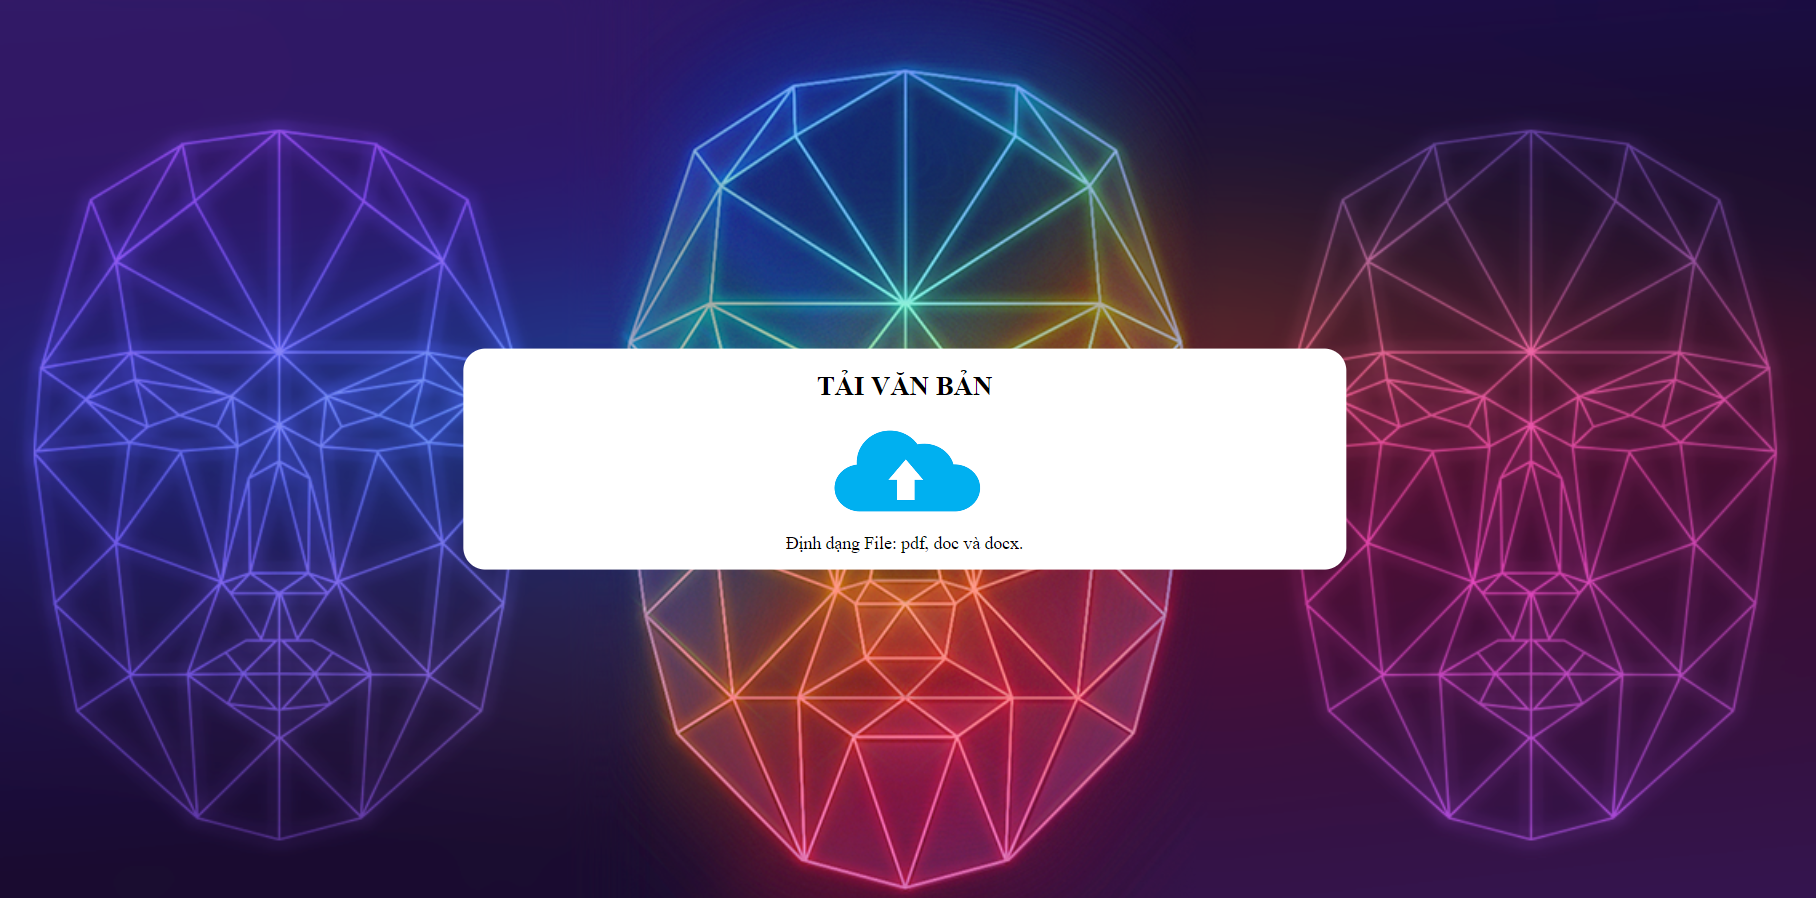 TẢI VĂN BẢN
Định dạng File: pdf, doc và docx.